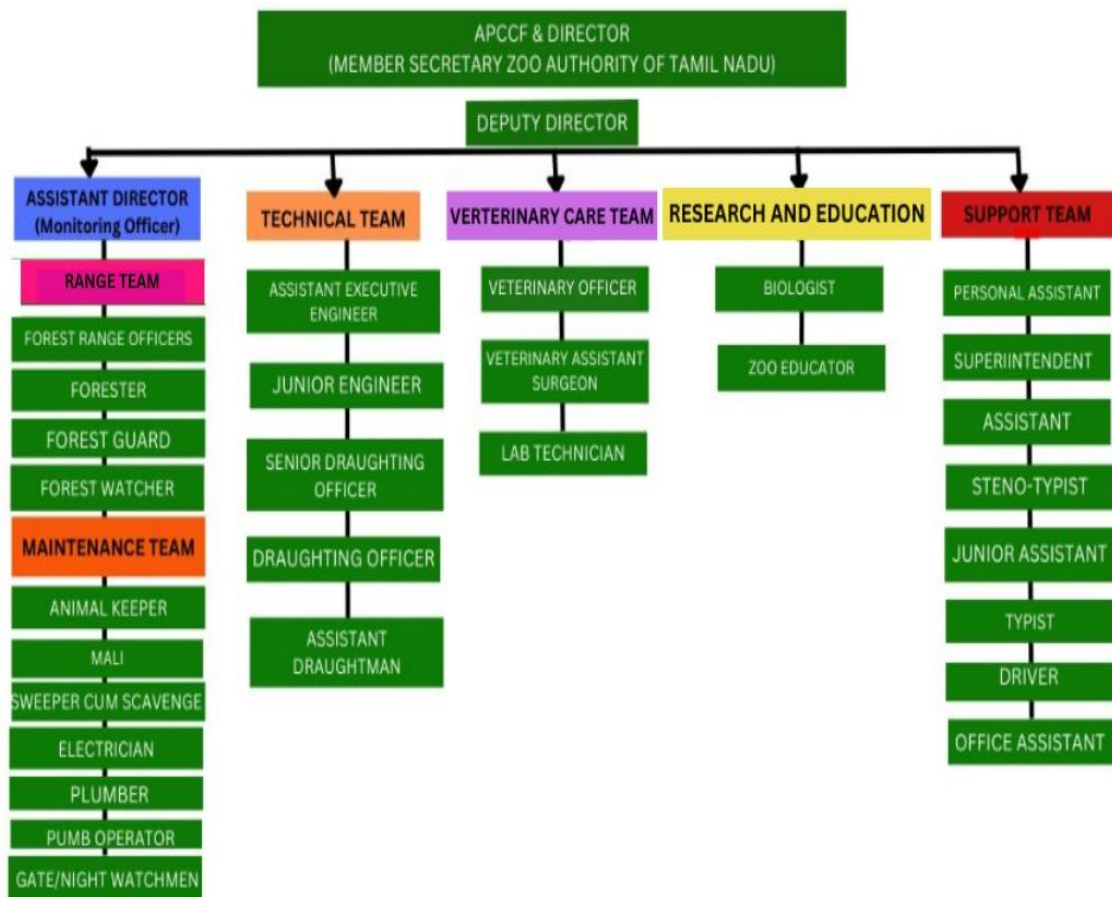 APCCF & DIRECTOR
(MEMBER SECRETARY ZOO AUTHORITY OF TAMIL NADU)
DEPUTY DIRECTOR
ASSISTANT DIRECTOR
(Monitoring Officer)
RANGE TEAM
FOREST RANGE OFFICERS
FORESTER
FOREST GUARD
FOREST WATCHER
MAINTENANCE TEAM
ANIMAL KEEPER
MALI
SWEEPER CUM SCAVENGE
ELECTRICIAN
PLUMBER
PUMB OPERATOR
GATE/NIGHT WATCHMEN
TECHNICAL TEAM
ASSISTANT EXECUTIVE
ENGINEER
JUNIOR ENGINEER
SENIOR DRAUGHTING
OFFICER
DRAUGHTING OFFICER
ASSISTANT
DRAUGHTMAN
VERTERINARY CARE TEAM
VETERINARY OFFICER
VETERINARY ASSISTANT
SURGEON
LAB TECHNICIAN
RESEARCH AND EDUCATION
BIOLOGIST
ZOO EDUCATOR
SUPPORT TEAM
PERSONAL ASSISTANT
SUPERIINTENDENT
ASSISTANT
STENO-TYPIST
JUNIOR ASSISTANT
TYPIST
DRIVER
OFFICE ASSISTANT